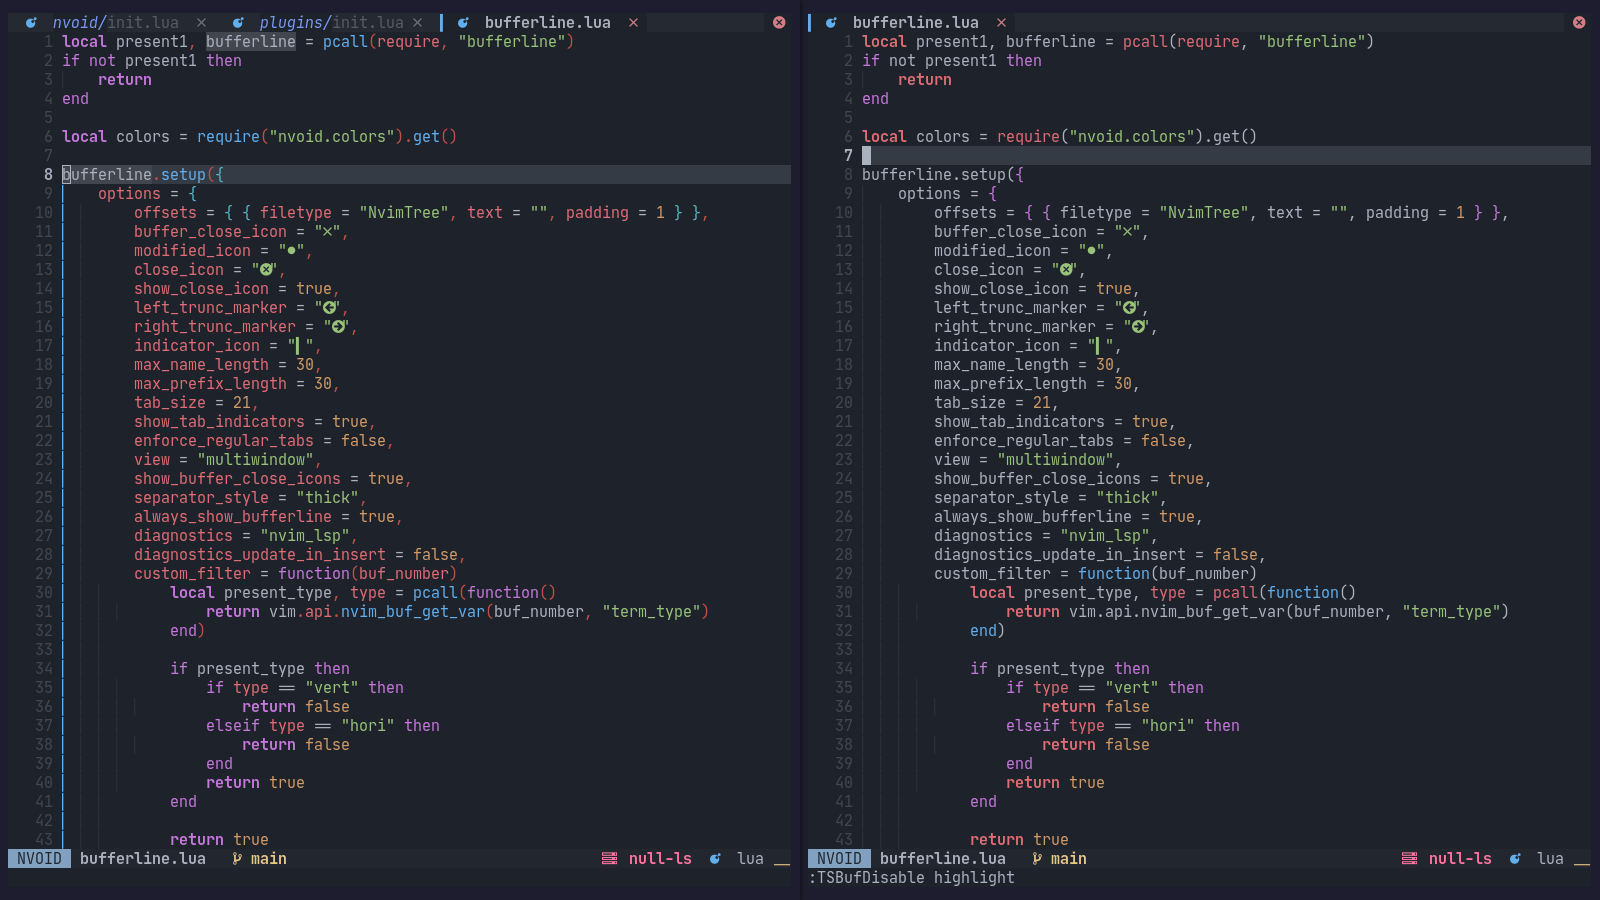 nvoid/init.lua × plugins/init.lua × bufferline.lua ×
1 local present1, bufferline = pcall(require, "bufferline")
2 if not present1 then
3     return
4 end
5
6 local colors = require("nvoid.colors").get()
7
8 bufferline.setup({
9     options = {
10         offsets = { { filetype = "NvimTree", text = "", padding = 1 } },
11         buffer_close_icon = "×",
12         modified_icon = "●",
13         close_icon = "",
14         show_close_icon = true,
15         left_trunc_marker = "",
16         right_trunc_marker = "",
17         indicator_icon = "▎",
18         max_name_length = 30,
19         max_prefix_length = 30,
20         tab_size = 21,
21         show_tab_indicators = true,
22         enforce_regular_tabs = false,
23         view = "multiwindow",
24         show_buffer_close_icons = true,
25         separator_style = "thick",
26         always_show_bufferline = true,
27         diagnostics = "nvim_lsp",
28         diagnostics_update_in_insert = false,
29         custom_filter = function(buf_number)
30             local present_type, type = pcall(function()
31                 return vim.api.nvim_buf_get_var(buf_number, "term_type")
32             end)
33
34             if present_type then
35                 if type == "vert" then
36                     return false
37                 elseif type == "hori" then
38                     return false
39                 end
40                 return true
41             end
42
43             return true
NVOID bufferline.lua main null-ls lua __
bufferline.lua ×
1 local present1, bufferline = pcall(require, "bufferline")
2 if not present1 then
3     return
4 end
5
6 local colors = require("nvoid.colors").get()
7
8 bufferline.setup({
9     options = {
10         offsets = { { filetype = "NvimTree", text = "", padding = 1 } },
11         buffer_close_icon = "×",
12         modified_icon = "●",
13         close_icon = "",
14         show_close_icon = true,
15         left_trunc_marker = "",
16         right_trunc_marker = "",
17         indicator_icon = "▎",
18         max_name_length = 30,
19         max_prefix_length = 30,
20         tab_size = 21,
21         show_tab_indicators = true,
22         enforce_regular_tabs = false,
23         view = "multiwindow",
24         show_buffer_close_icons = true,
25         separator_style = "thick",
26         always_show_bufferline = true,
27         diagnostics = "nvim_lsp",
28         diagnostics_update_in_insert = false,
29         custom_filter = function(buf_number)
30             local present_type, type = pcall(function()
31                 return vim.api.nvim_buf_get_var(buf_number, "term_type")
32             end)
33
34             if present_type then
35                 if type == "vert" then
36                     return false
37                 elseif type == "hori" then
38                     return false
39                 end
40                 return true
41             end
42
43             return true
NVOID bufferline.lua main null-ls lua __
:TSBufDisable highlight